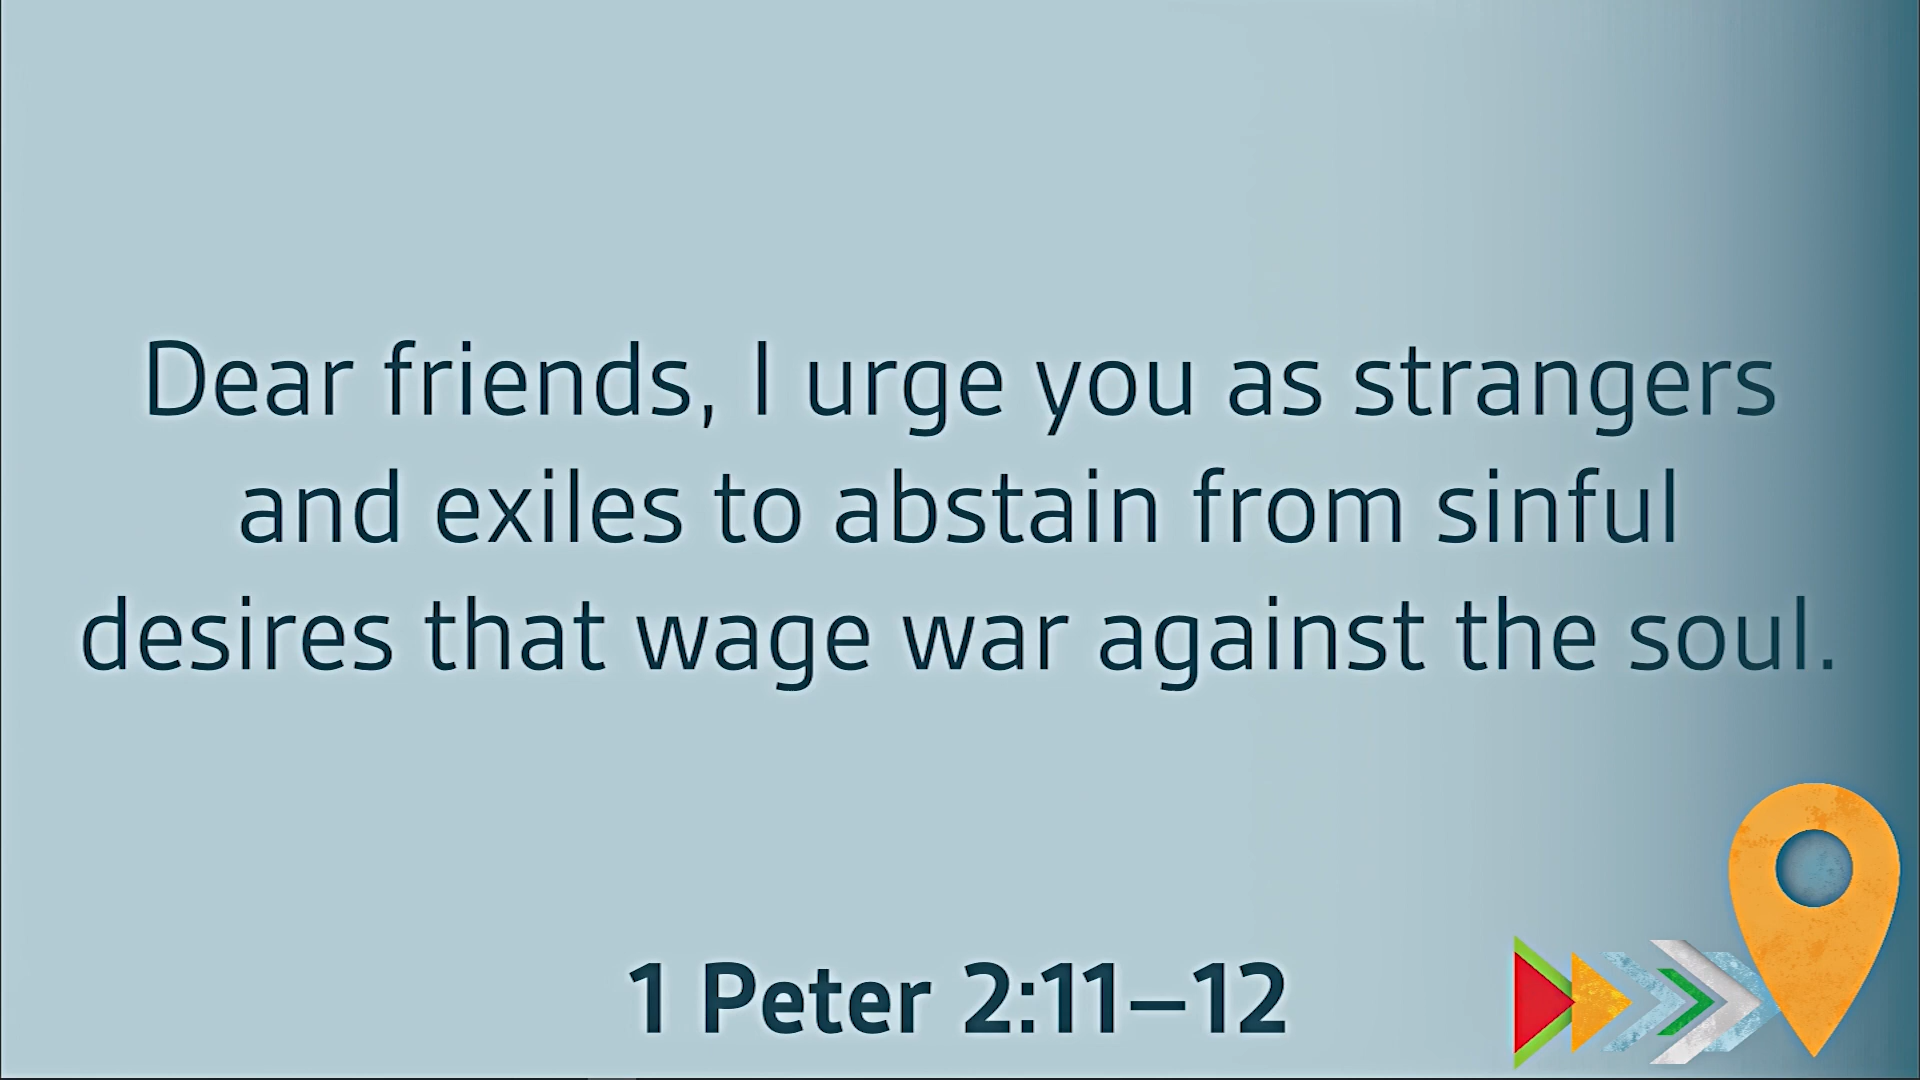 Dear friends, I urge you as strangers
and exiles to abstain from sinful
desires that wage war against the soul.
1 Peter 2:11–12